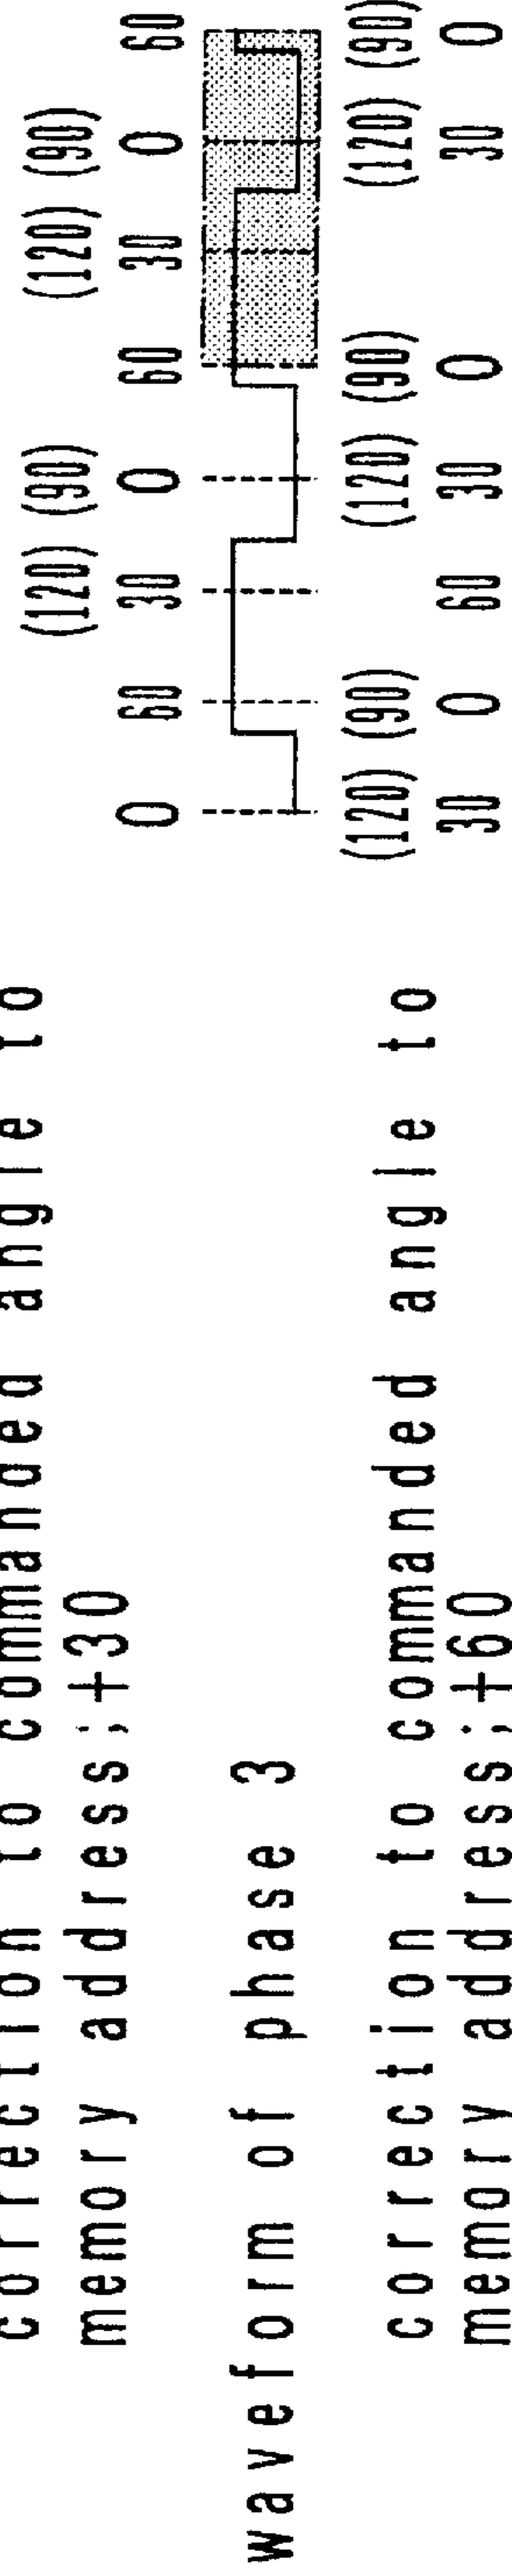 correction to commanded angle to
memory address;+30
(120) (90) (120) (90)
0 60 30 0 60 30 0 60
waveform of phase 3
correction to commanded angle to
memory address;+60
(120) (90) (120) (90) (120) (90)
30 0 60 30 0 30 0